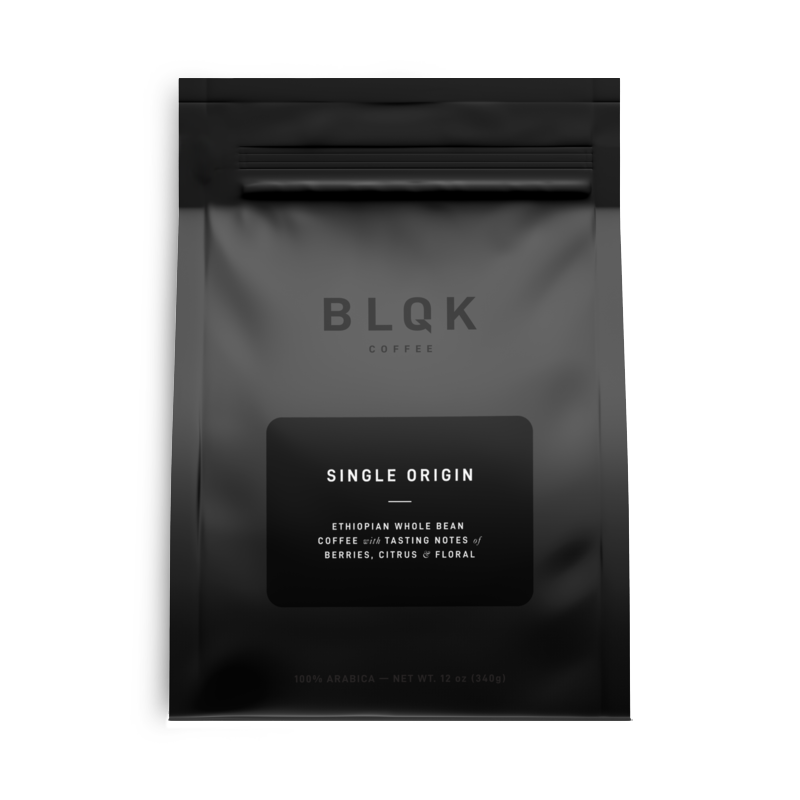 BLQK
COFFEE
SINGLE ORIGIN
ETHIOPIAN WHOLE BEAN
COFFEE with TASTING NOTES of
BERRIES, CITRUS & FLORAL
100% ARABICA — NET WT. 12 oz (340g)